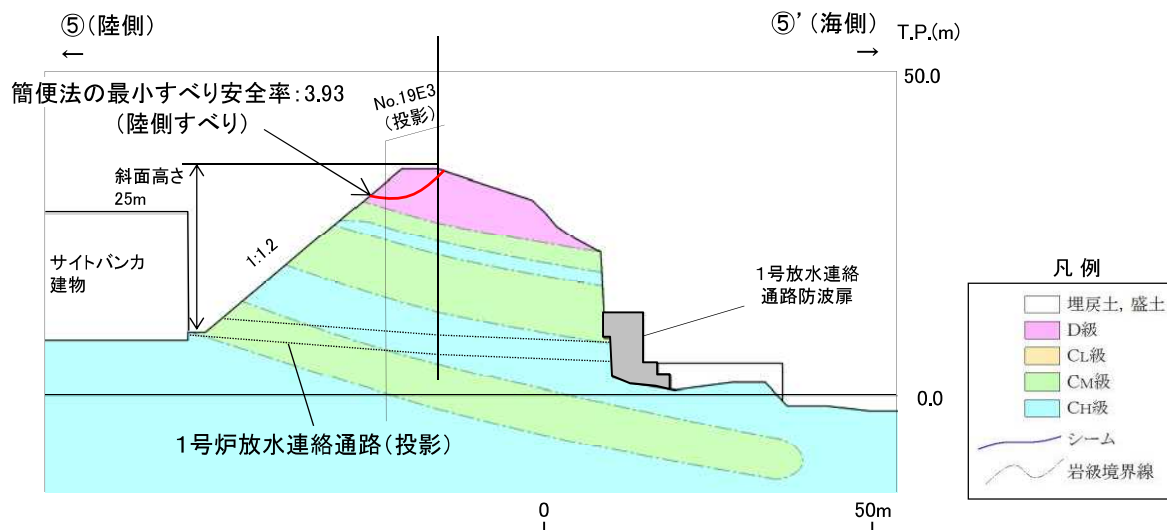 ⑤(陸側)
←
⑤’(海側)
→
T.P.(m)
50.0
簡便法の最小すべり安全率:3.93
(陸側すべり)
No.19E3
(投影)
斜面高さ
25m
1:1.2
サイトバンカ
建物
1号放水連絡
通路防波扉
1号炉放水連絡通路(投影)
0.0
0
50m
凡 例
埋戻土, 盛土
D級
CL級
CM級
CH級
シーム
岩級境界線